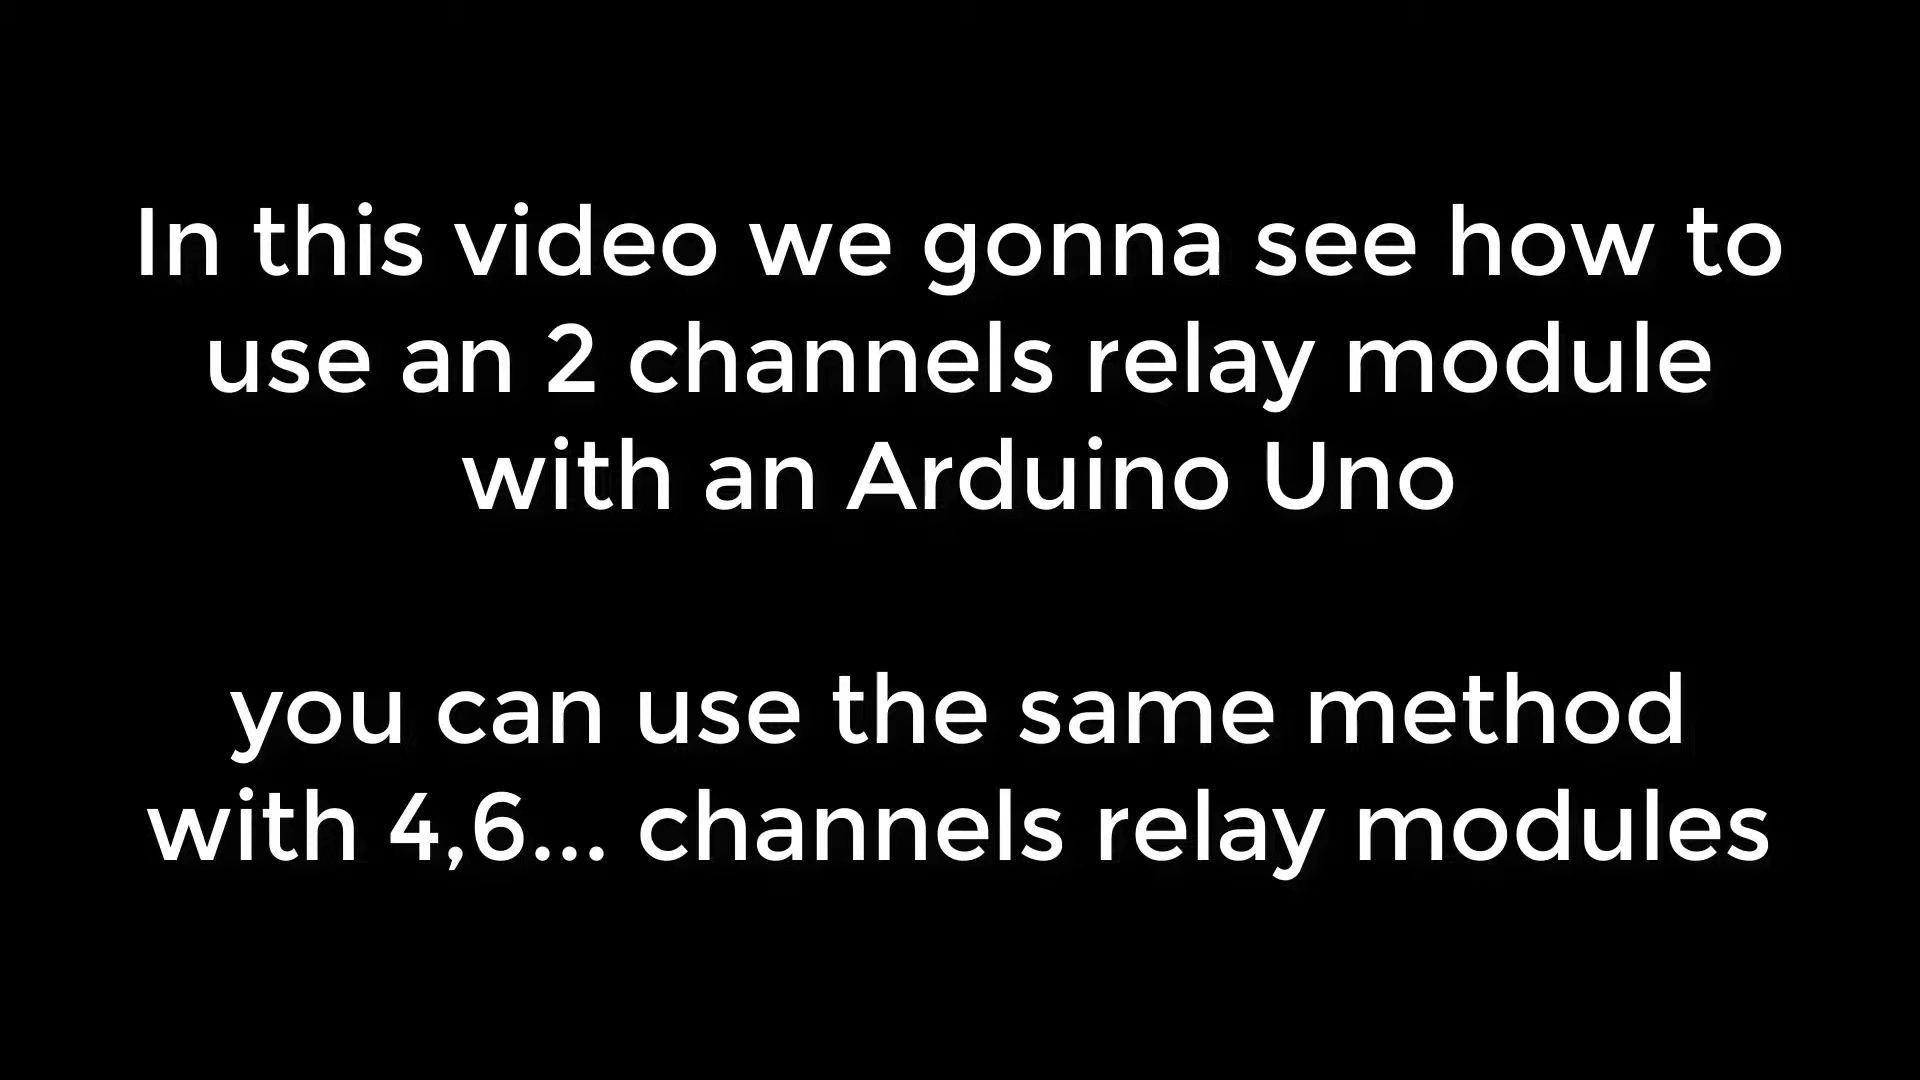 In this video we gonna see how to
use an 2 channels relay module
with an Arduino Uno
you can use the same method
with 4,6... channels relay modules